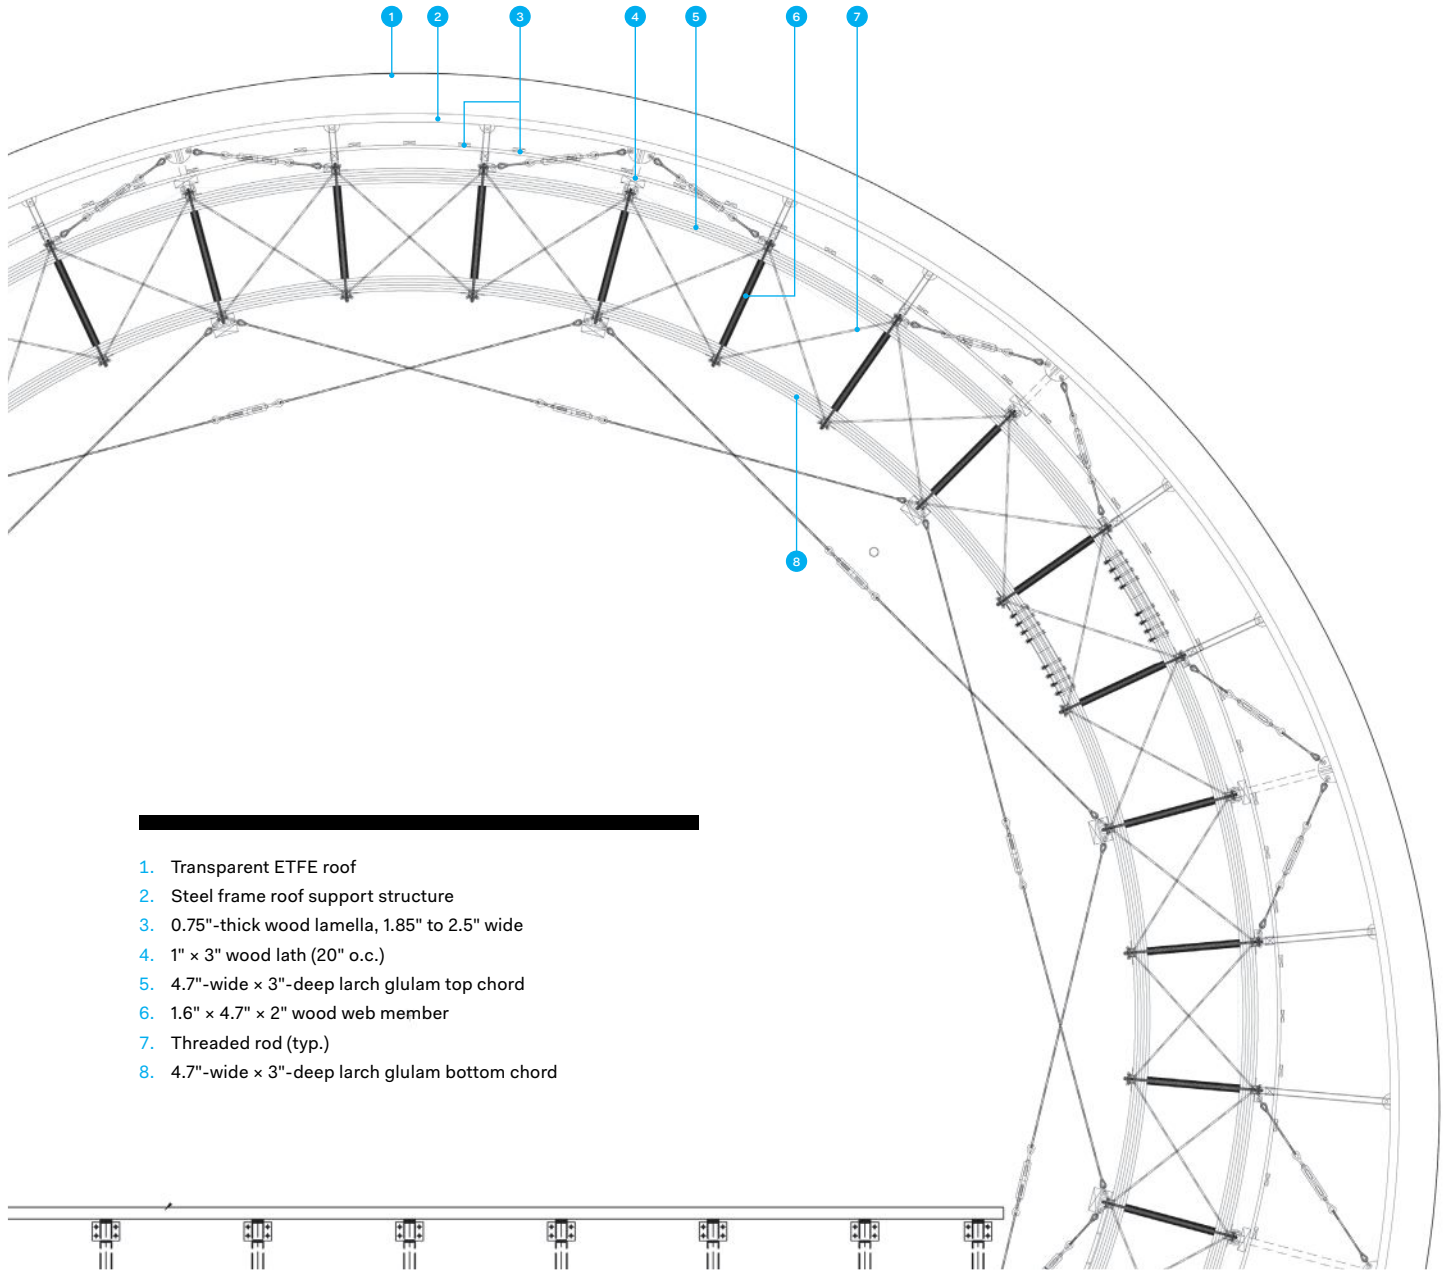 1 2 3 4 5 6 7
8
1. Transparent ETFE roof
2. Steel frame roof support structure
3. 0.75"-thick wood lamella, 1.85" to 2.5" wide
4. 1" × 3" wood lath (20" o.c.)
5. 4.7"-wide × 3"-deep larch glulam top chord
6. 1.6" × 4.7" × 2" wood web member
7. Threaded rod (typ.)
8. 4.7"-wide × 3"-deep larch glulam bottom chord